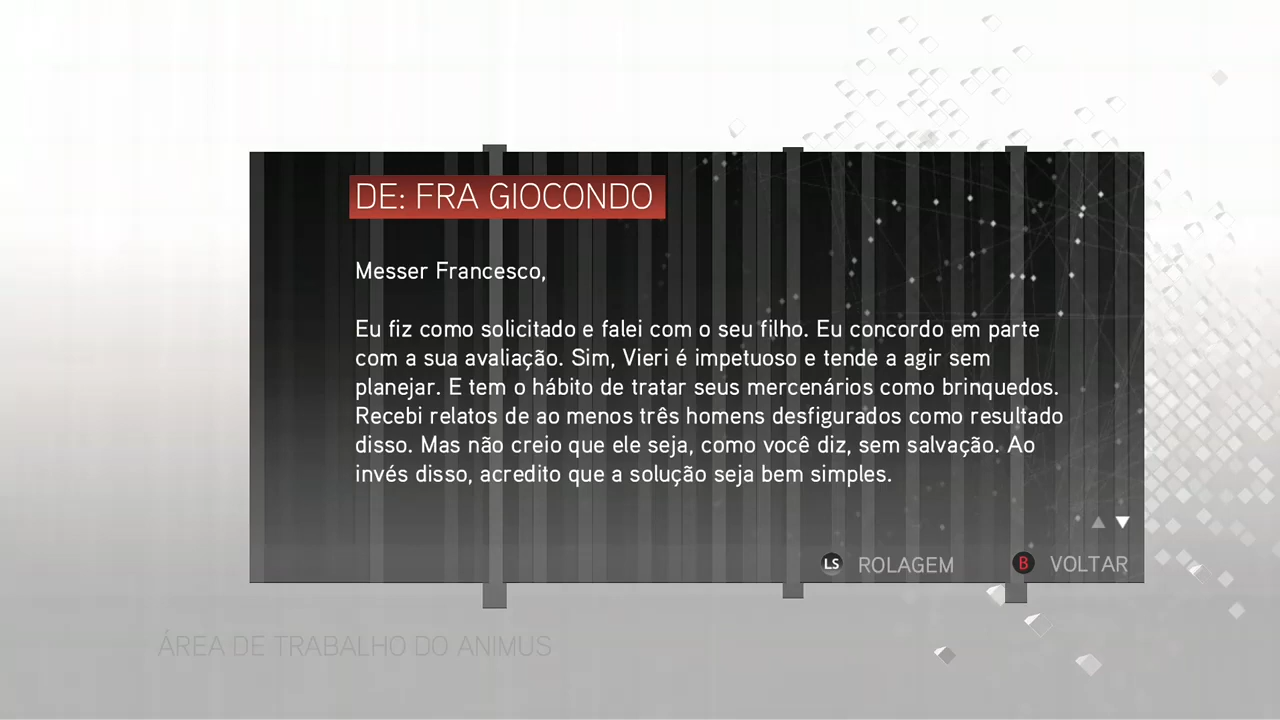 DE: FRA GIOCONDO
Messer Francesco,
Eu fiz como solicitado e falei com o seu filho. Eu concordo em parte
com a sua avaliação. Sim, Vieri é impetuoso e tende a agir sem
planejar. E tem o hábito de tratar seus mercenários como brinquedos.
Recebi relatos de ao menos três homens desfigurados como resultado
disso. Mas não creio que ele seja, como você diz, sem salvação. Ao
invés disso, acredito que a solução seja bem simples.
LS ROLAGEM B VOLTAR
ÁREA DE TRABALHO DO ANIMUS